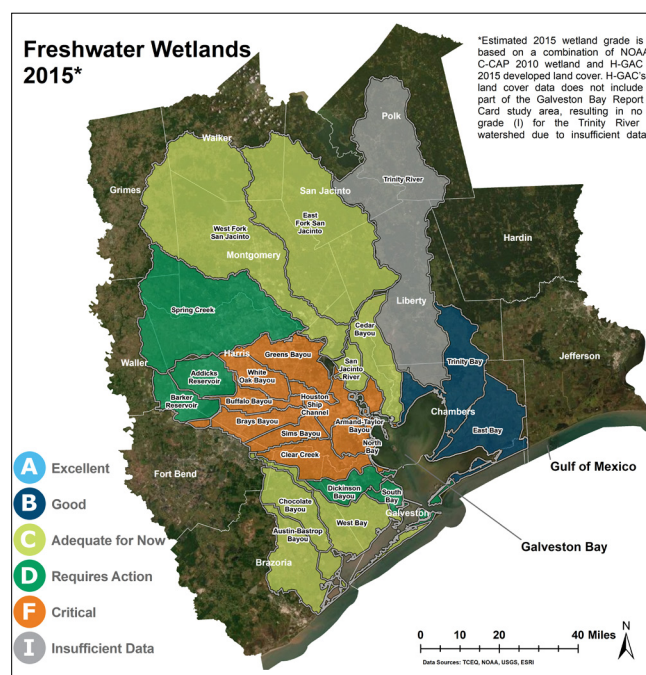 Freshwater Wetlands
2015*
*Estimated 2015 wetland grade is
based on a combination of NOAA
C-CAP 2010 wetland and H-GAC
2015 developed land cover. H-GAC's
land cover data does not include
part of the Galveston Bay Report
Card study area, resulting in no
grade (I) for the Trinity River
watershed due to insufficient data
Polk
Walker
Trinity River
San Jacinto
Grimes
East
Fork San
Jacinto
West Fork
San Jacinto
Hardin
Montgomery
Liberty
Spring Creek
Cedar
Bayou
Harris
Greens Bayou
Waller
Trinity Bay
Jefferson
San
Jacinto
River
Addicks
Reservoir
White
Oak Bayou
Barker
Reservoir
Buffalo Bayou
Houston
Ship
Channel
Chambers
Brays Bayou
Armand-Taylor
Bayou
East Bay
Sims Bayou
North
Bay
Clear Creek
Gulf of Mexico
Fort Bend
Dickinson
Bayou
South
Bay
Chocolate
Bayou
Galveston
West Bay
Austin-Bastrop
Bayou
Galveston Bay
Brazoria
A Excellent
B Good
C Adequate for Now
D Requires Action
F Critical
I Insufficient Data
N
0 10 20 40 Miles
Data Sources: TCEQ, NOAA, USGS, ESRI